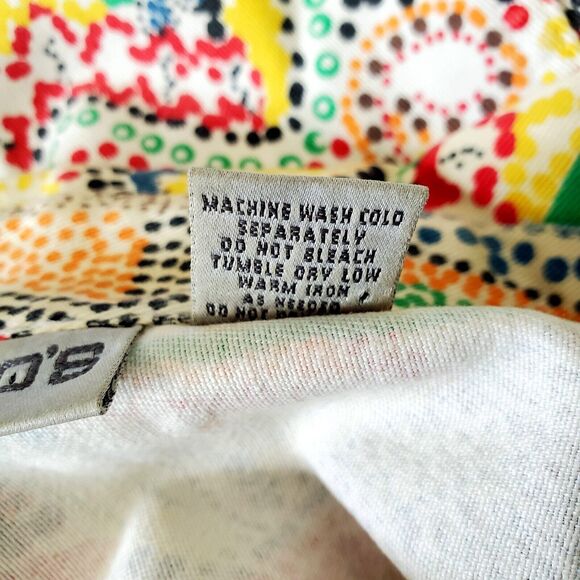 MACHINE WASH COLD
SEPARATELY
DO NOT BLEACH
TUMBLE DRY LOW
WARM IRON
AS NEEDED
DO NOT